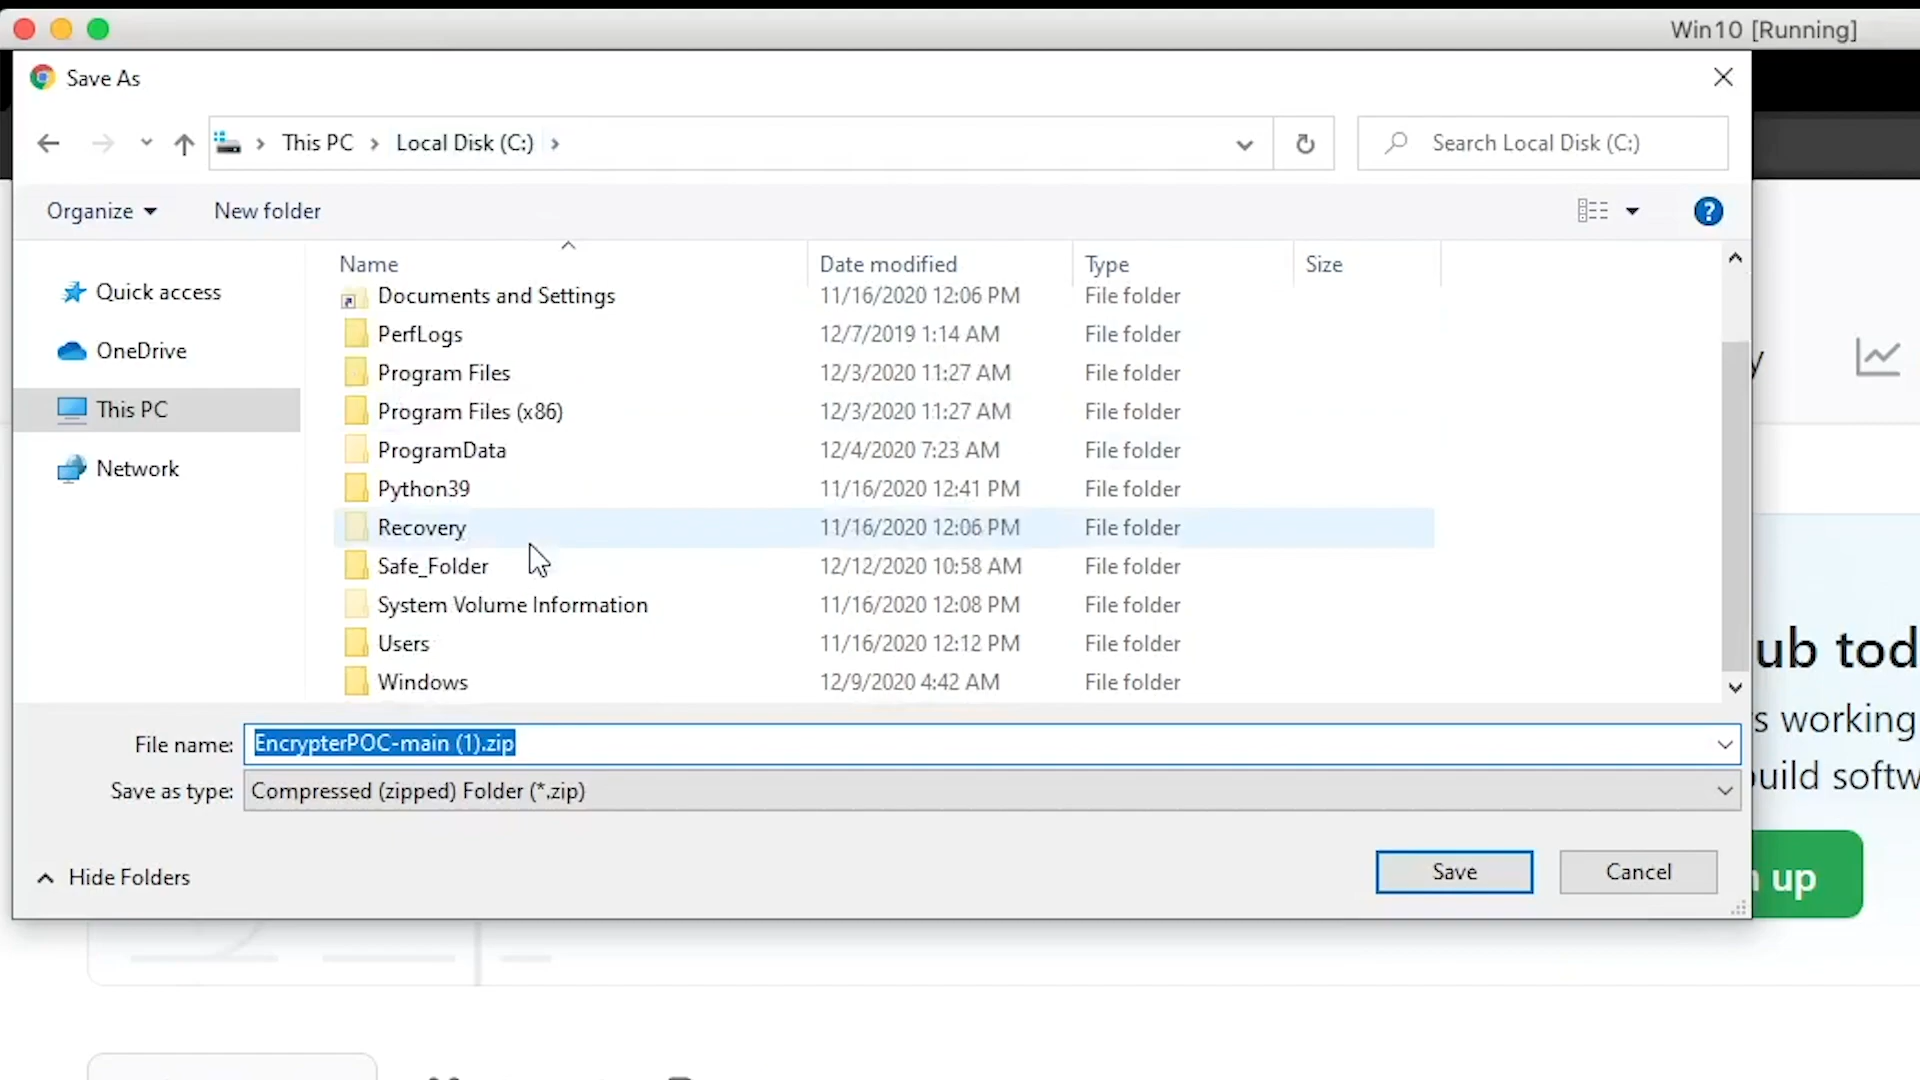 Win10 [Running]
Save As
This PC > Local Disk (C:) >
Search Local Disk (C:)
Organize
New folder
?
Quick access
OneDrive
This PC
Network
Name Date modified Type Size
Documents and Settings 11/16/2020 12:06 PM File folder
PerfLogs 12/7/2019 1:14 AM File folder
Program Files 12/3/2020 11:27 AM File folder
Program Files (x86) 12/3/2020 11:27 AM File folder
ProgramData 12/4/2020 7:23 AM File folder
Python39 11/16/2020 12:41 PM File folder
Recovery 11/16/2020 12:06 PM File folder
Safe_Folder 12/12/2020 10:58 AM File folder
System Volume Information 11/16/2020 12:08 PM File folder
Users 11/16/2020 12:12 PM File folder
Windows 12/9/2020 4:42 AM File folder
File name: EncrypterPOC-main (1).zip
Save as type: Compressed (zipped) Folder (*.zip)
Hide Folders
Save
Cancel
ub tod
s working
uild softw
up